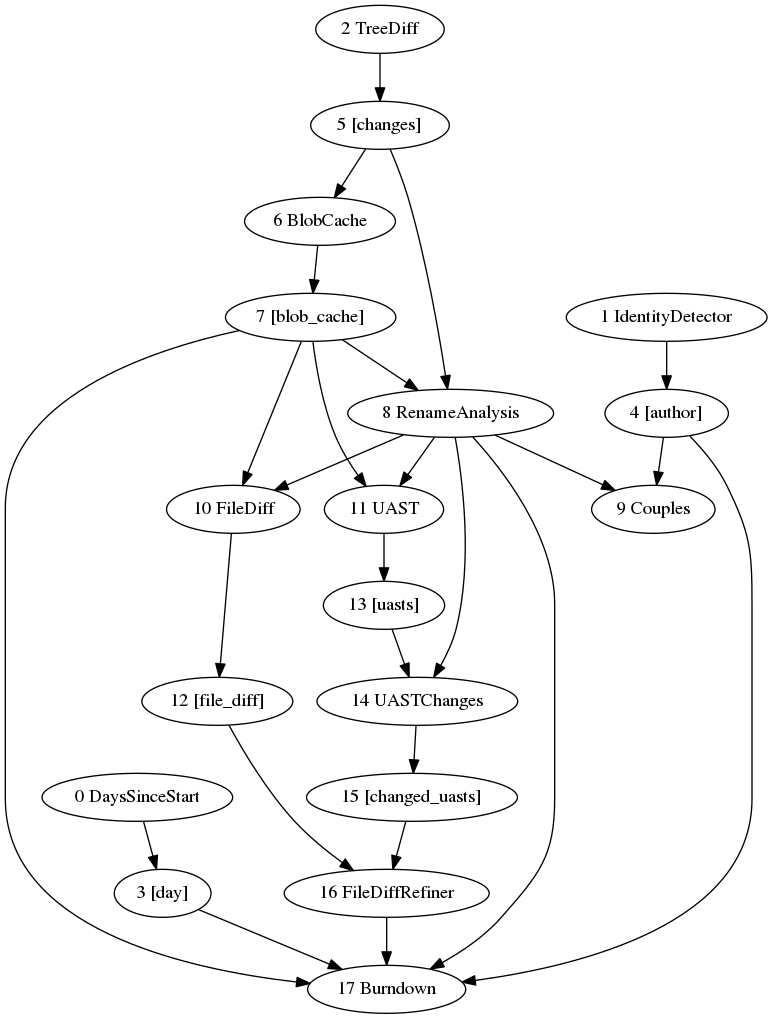 2 TreeDiff
5 [changes]
6 BlobCache
7 [blob_cache]
1 IdentityDetector
8 RenameAnalysis
4 [author]
10 FileDiff
11 UAST
9 Couples
13 [uasts]
12 [file_diff]
14 UASTChanges
0 DaysSinceStart
15 [changed_uasts]
3 [day]
16 FileDiffRefiner
17 Burndown